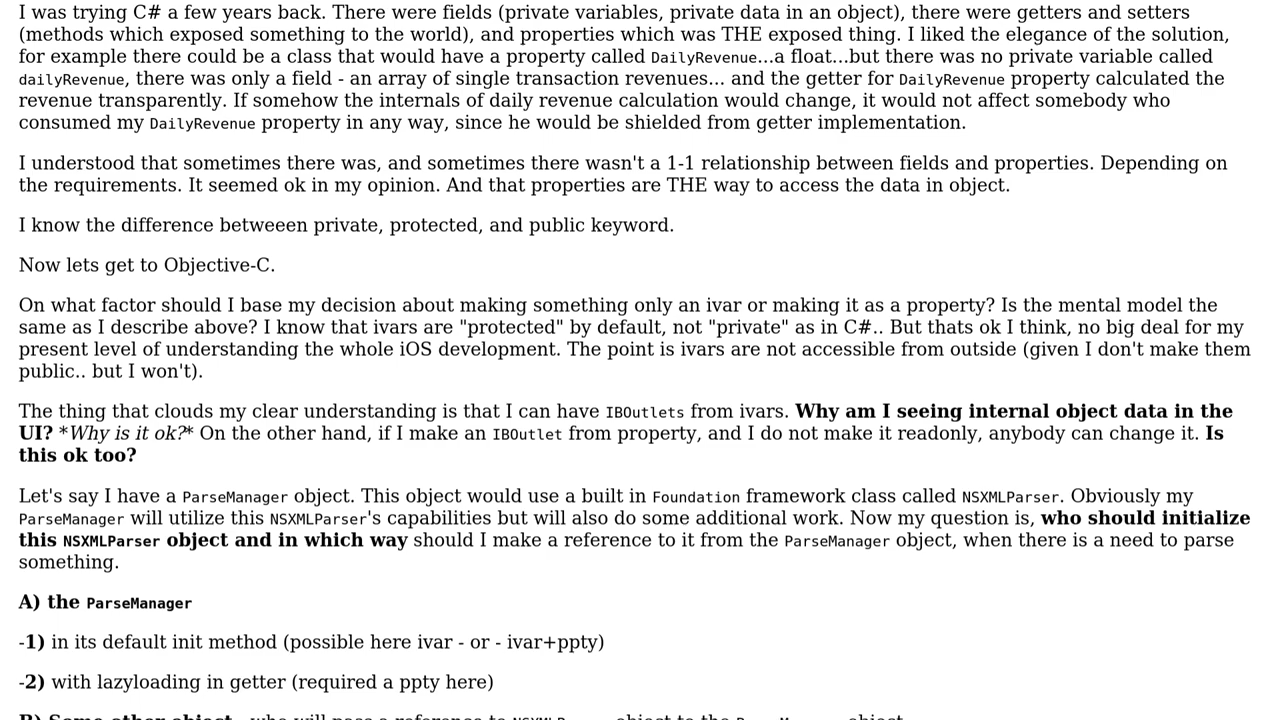 I was trying C# a few years back. There were fields (private variables, private data in an object), there were getters and setters
(methods which exposed something to the world), and properties which was THE exposed thing. I liked the elegance of the solution,
for example there could be a class that would have a property called DailyRevenue...a float...but there was no private variable called
dailyRevenue, there was only a field - an array of single transaction revenues... and the getter for DailyRevenue property calculated the
revenue transparently. If somehow the internals of daily revenue calculation would change, it would not affect somebody who
consumed my DailyRevenue property in any way, since he would be shielded from getter implementation.
I understood that sometimes there was, and sometimes there wasn't a 1-1 relationship between fields and properties. Depending on
the requirements. It seemed ok in my opinion. And that properties are THE way to access the data in object.
I know the difference betweeen private, protected, and public keyword.
Now lets get to Objective-C.
On what factor should I base my decision about making something only an ivar or making it as a property? Is the mental model the
same as I describe above? I know that ivars are "protected" by default, not "private" as in C#.. But thats ok I think, no big deal for my
present level of understanding the whole iOS development. The point is ivars are not accessible from outside (given I don't make them
public.. but I won't).
The thing that clouds my clear understanding is that I can have IBOutlets from ivars. Why am I seeing internal object data in the
UI? *Why is it ok?* On the other hand, if I make an IBOutlet from property, and I do not make it readonly, anybody can change it. Is
this ok too?
Let's say I have a ParseManager object. This object would use a built in Foundation framework class called NSXMLParser. Obviously my
ParseManager will utilize this NSXMLParser's capabilities but will also do some additional work. Now my question is, who should initialize
this NSXMLParser object and in which way should I make a reference to it from the ParseManager object, when there is a need to parse
something.
A) the ParseManager
-1) in its default init method (possible here ivar - or - ivar+ppty)
-2) with lazyloading in getter (required a ppty here)
B) Some other object - who will pass a reference to NSXMLParser object to the ParseManager object.